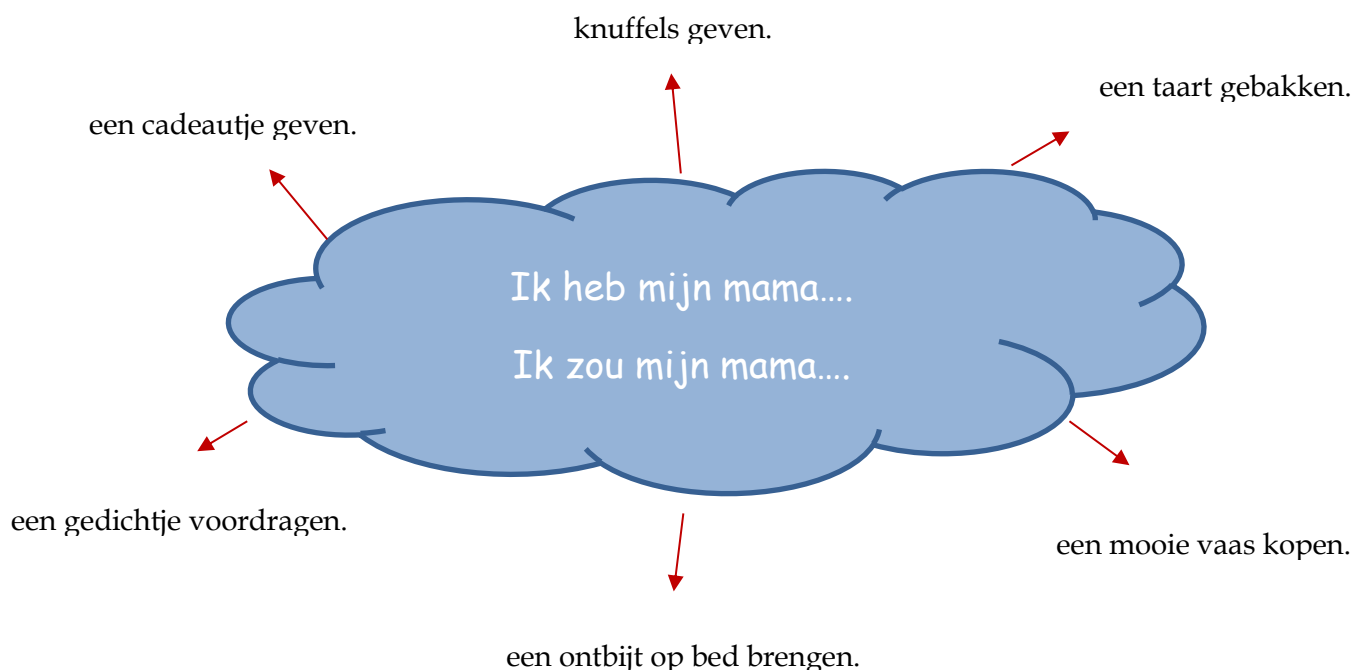 knuffels geven.
een taart gebakken.
een cadeautje geven.
Ik heb mijn mama….
Ik zou mijn mama….
een gedichtje voordragen.
een mooie vaas kopen.
een ontbijt op bed brengen.